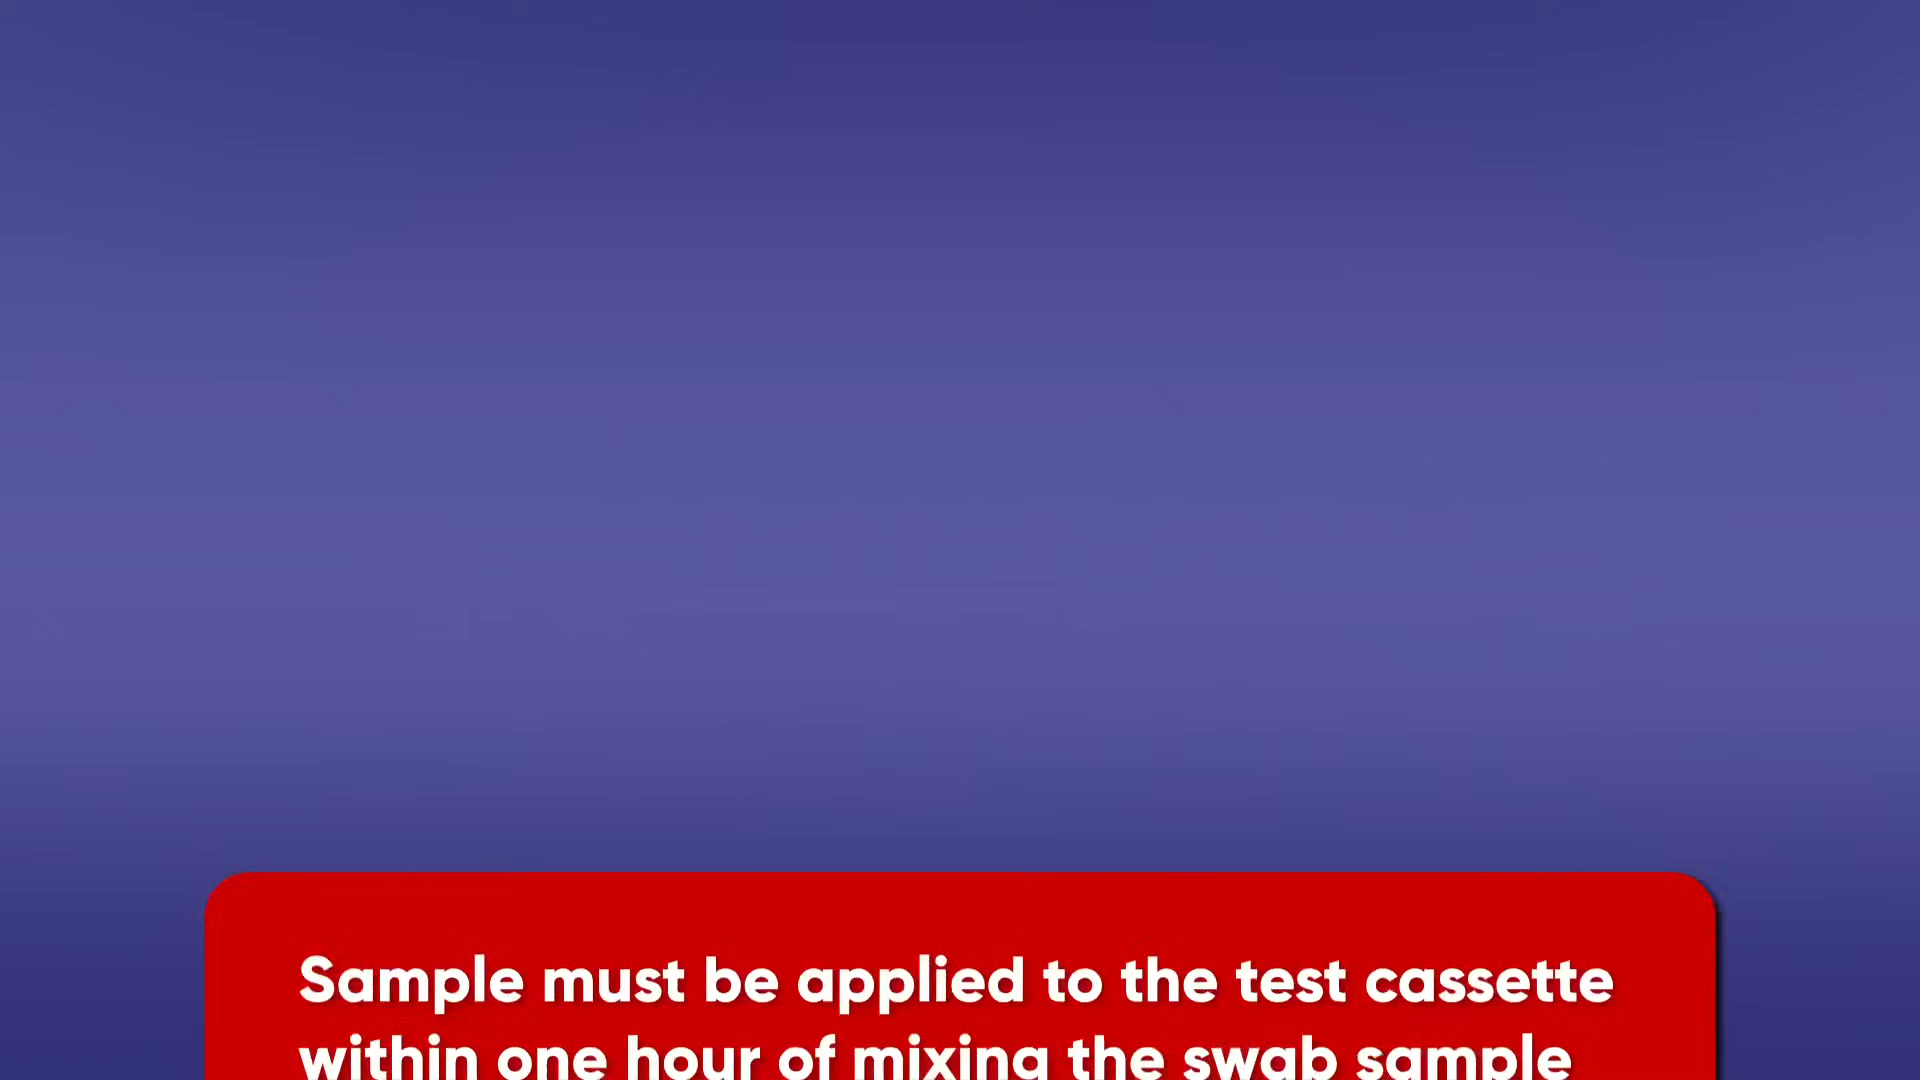 Sample must be applied to the test cassette
within one hour of mixing the swab sample